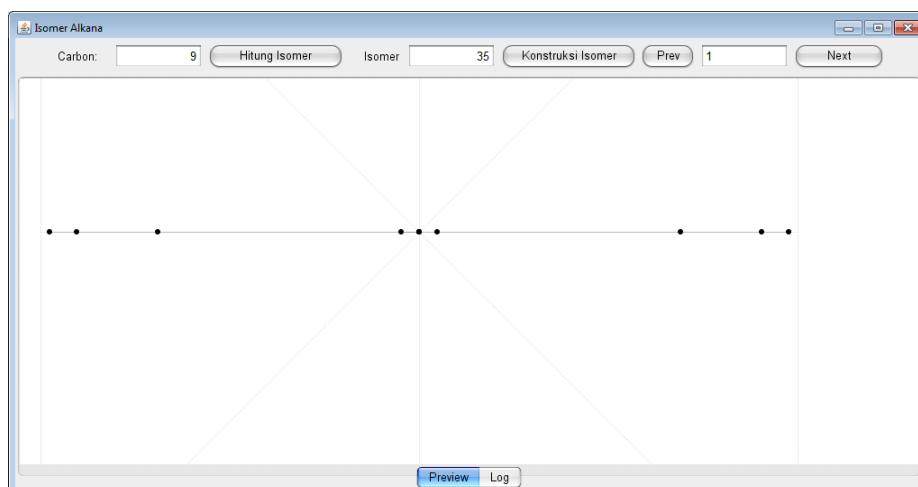 Isomer Alkana
Carbon: 9 Hitung Isomer Isomer 35 Konstruksi Isomer Prev 1 Next
Preview Log